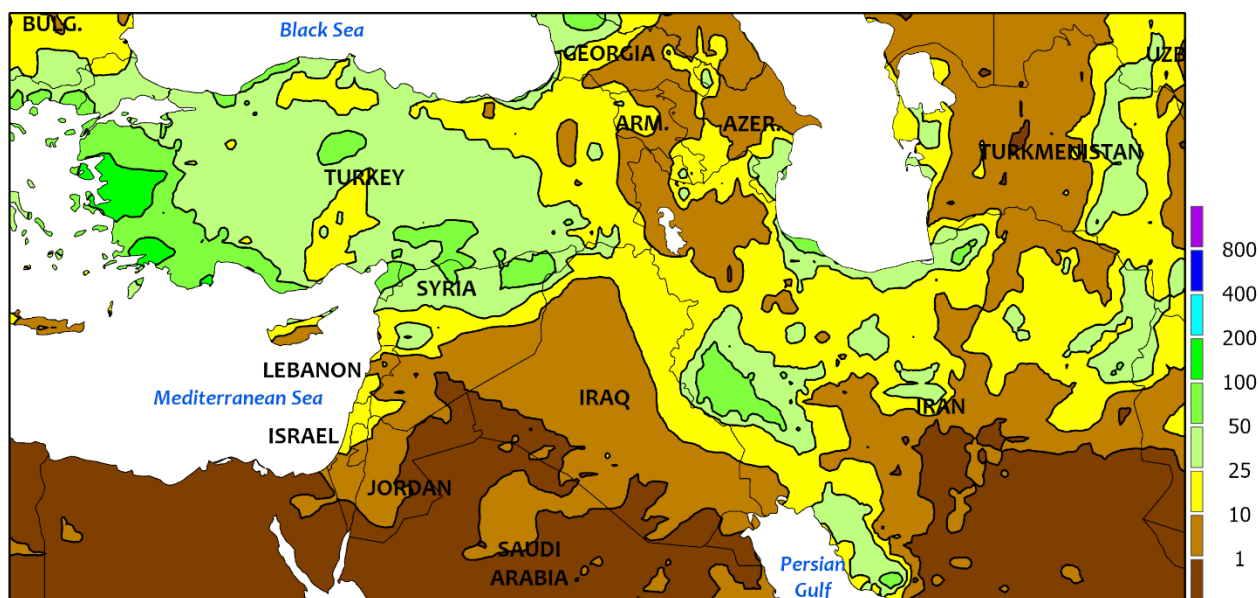 BULG.
Black Sea
GEORGIA
UZB
ARM.
AZER.
TURKMENISTAN
TURKEY
SYRIA
LEBANON
Mediterranean Sea
IRAQ
IRAN
ISRAEL
JORDAN
SAUDI
ARABIA
Persian
Gulf
800
400
200
100
50
25
10
1